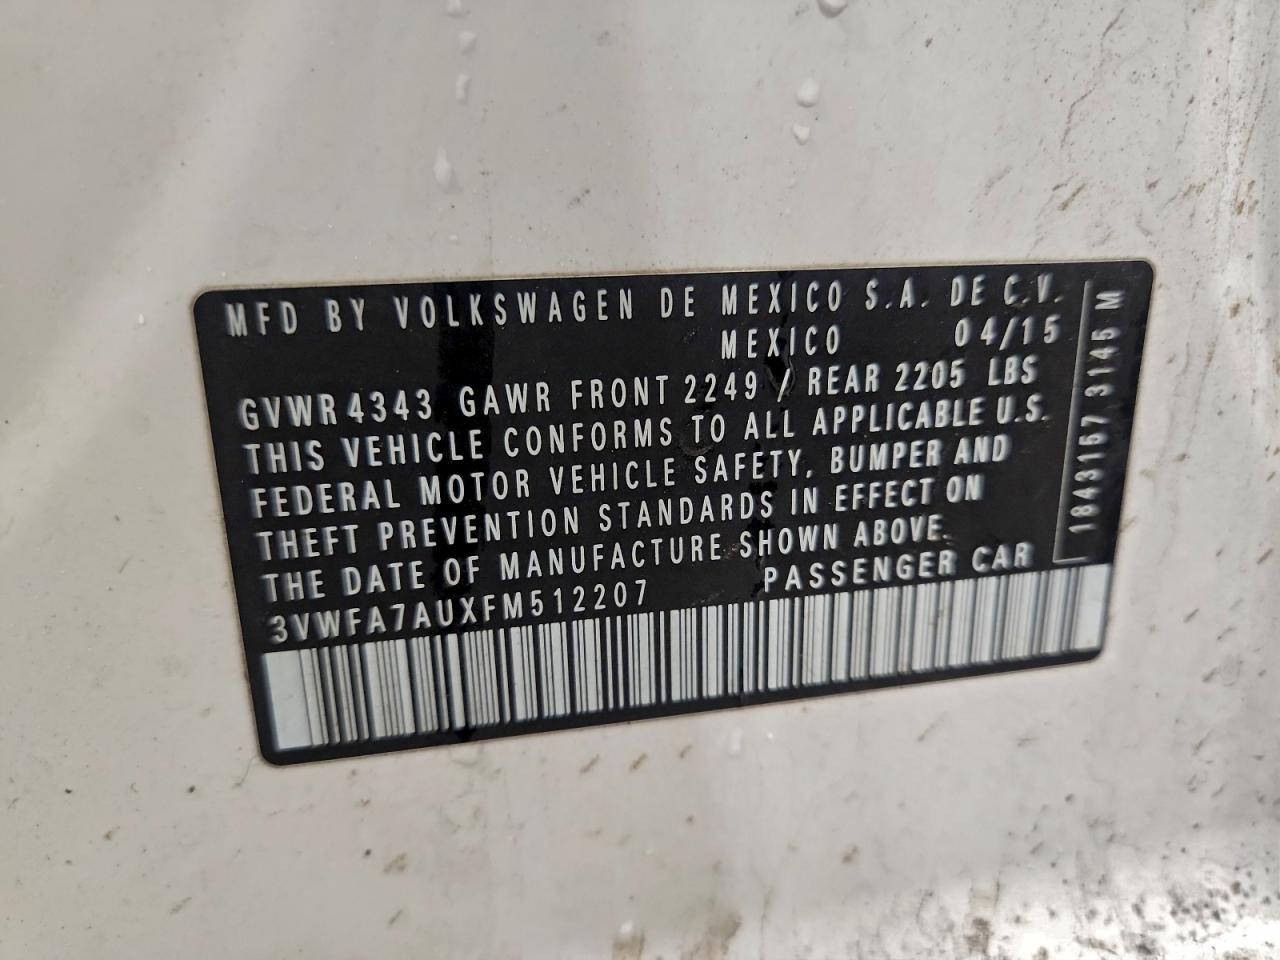 MFD BY VOLKSWAGEN DE MEXICO S.A. DE C.V.
MEXICO 04/15
GVWR 4343 GAWR FRONT 2249 / REAR 2205 LBS
THIS VEHICLE CONFORMS TO ALL APPLICABLE U.S.
FEDERAL MOTOR VEHICLE SAFETY, BUMPER AND
THEFT PREVENTION STANDARDS IN EFFECT ON
THE DATE OF MANUFACTURE SHOWN ABOVE.
3VWFA7AUXFM512207 PASSENGER CAR
1843157 3145 M